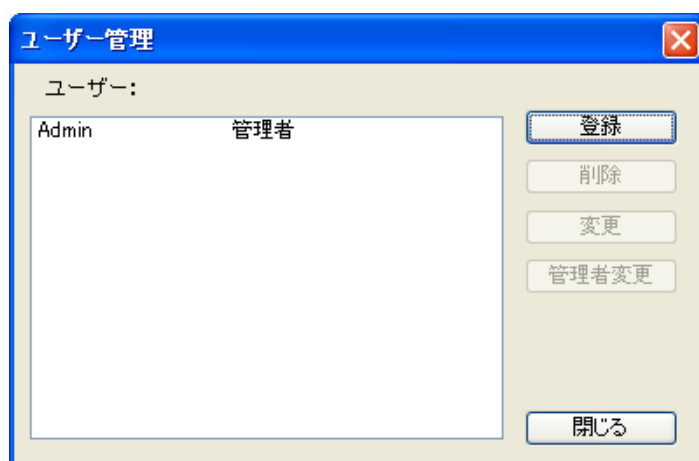 ユーザー管理
ユーザー:
Admin 管理者
登録
削除
変更
管理者変更
閉じる